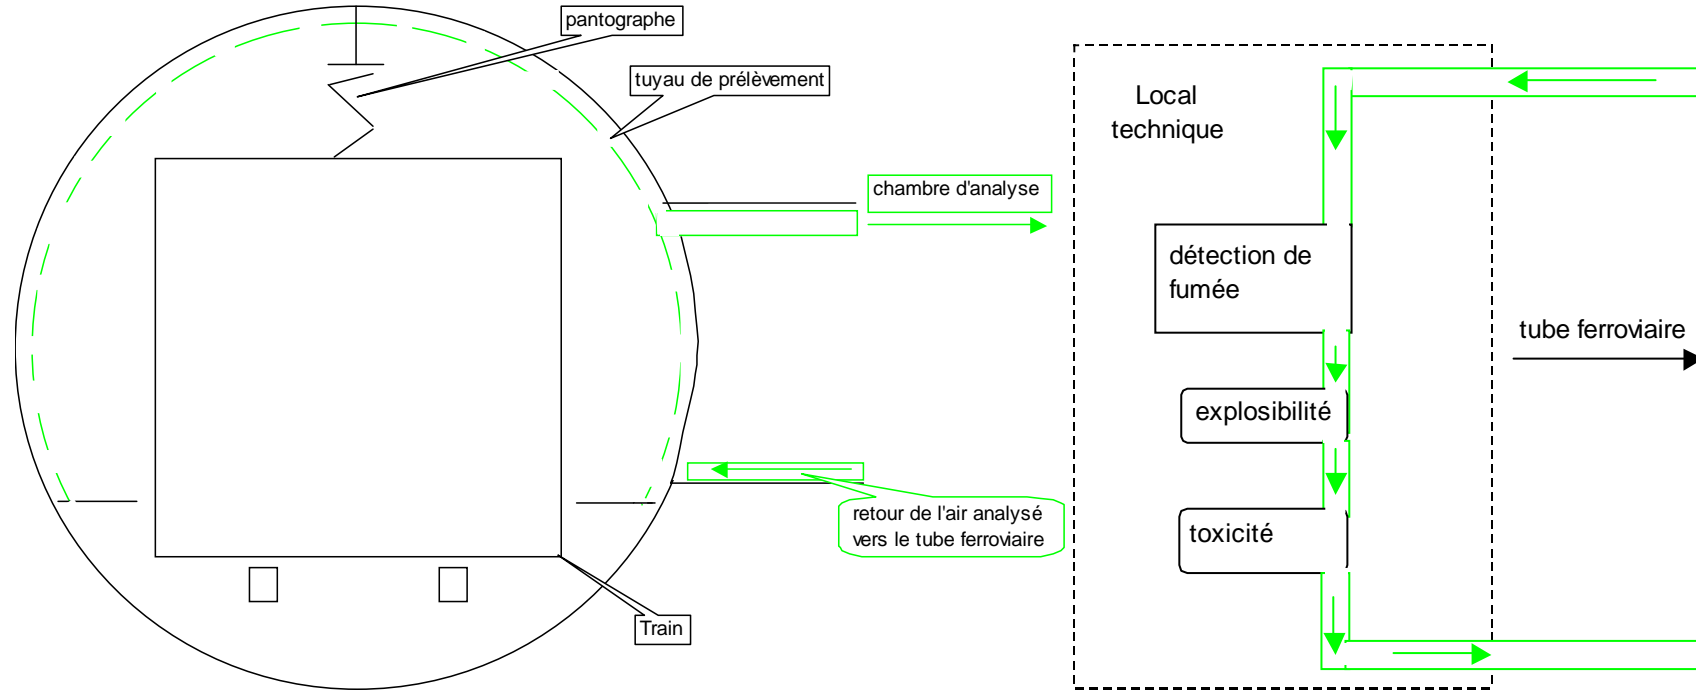 pantographe
tuyau de prélèvement
chambre d'analyse
retour de l'air analysé
vers le tube ferroviaire
Train
Local
technique
détection de
fumée
explosibilité
toxicité
tube ferroviaire